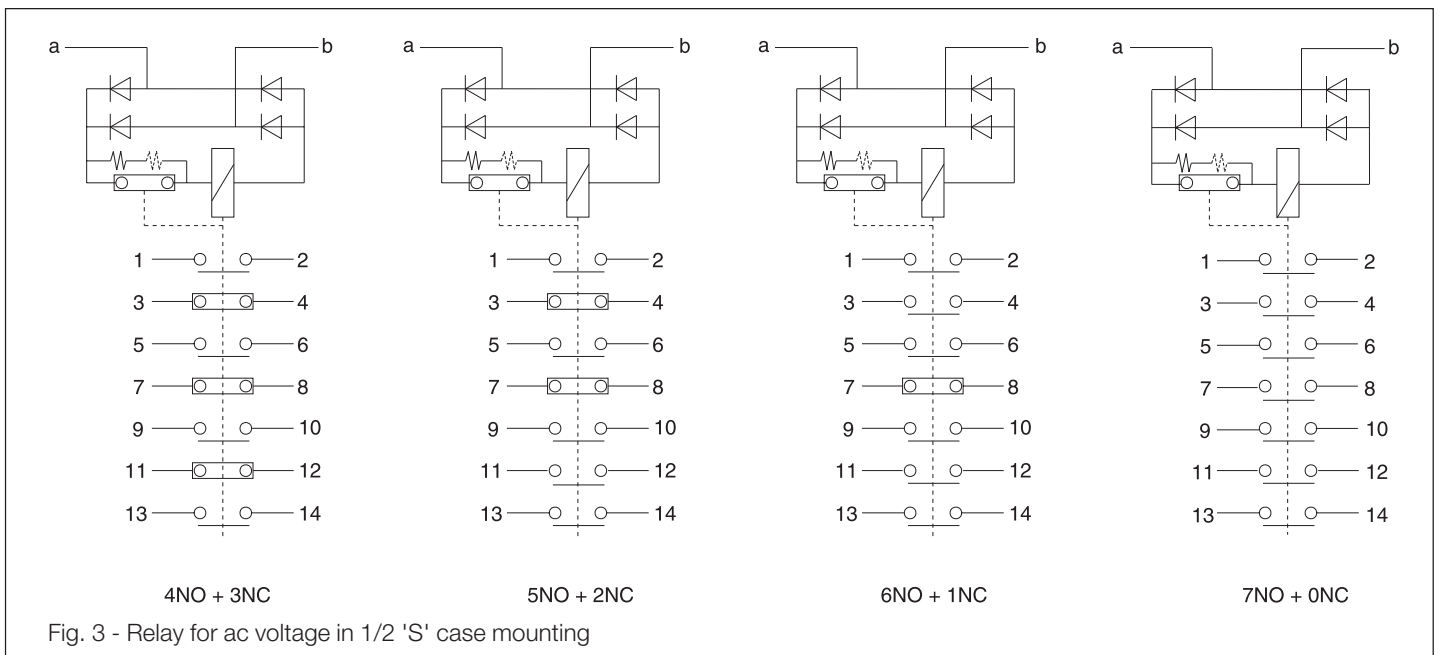 a b a b a b a b
1 2 1 2 1 2 1 2
3 4 3 4 3 4 3 4
5 6 5 6 5 6 5 6
7 8 7 8 7 8 7 8
9 10 9 10 9 10 9 10
11 12 11 12 11 12 11 12
13 14 13 14 13 14 13 14
4NO + 3NC 5NO + 2NC 6NO + 1NC 7NO + 0NC
Fig. 3 - Relay for ac voltage in 1/2 'S' case mounting